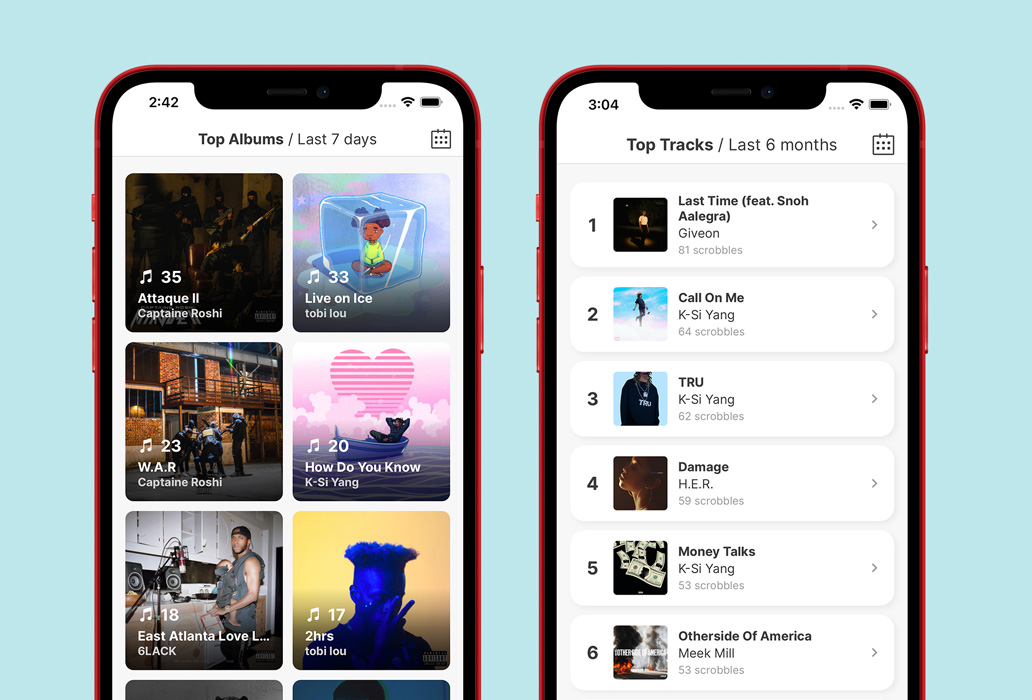 2:42
Top Albums / Last 7 days
35
Attaque II
Captaine Roshi
33
Live on Ice
tobi lou
23
W.A.R
Captaine Roshi
20
How Do You Know
K-Si Yang
18
East Atlanta Love L...
6LACK
17
2hrs
tobi lou
3:04
Top Tracks / Last 6 months
1
Last Time (feat. Snoh
Aalegra)
Giveon
81 scrobbles
2
Call On Me
K-Si Yang
64 scrobbles
3
TRU
K-Si Yang
62 scrobbles
TRU
4
Damage
H.E.R.
59 scrobbles
5
Money Talks
K-Si Yang
53 scrobbles
6
Otherside Of America
Meek Mill
53 scrobbles
OTHERSIDE OF AMERICA